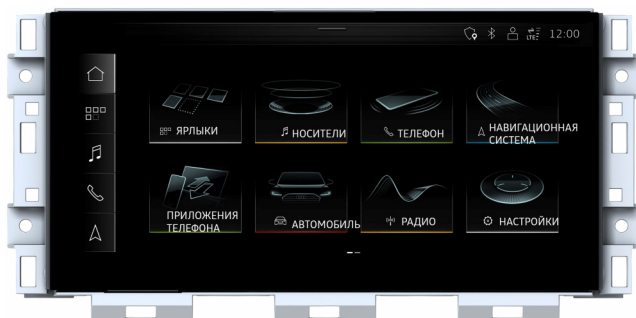 LTE 12:00
ЯРЛЫКИ
НОСИТЕЛИ
ТЕЛЕФОН
НАВИГАЦИОННАЯ
СИСТЕМА
ПРИЛОЖЕНИЯ
ТЕЛЕФОНА
АВТОМОБИЛЬ
РАДИО
НАСТРОЙКИ